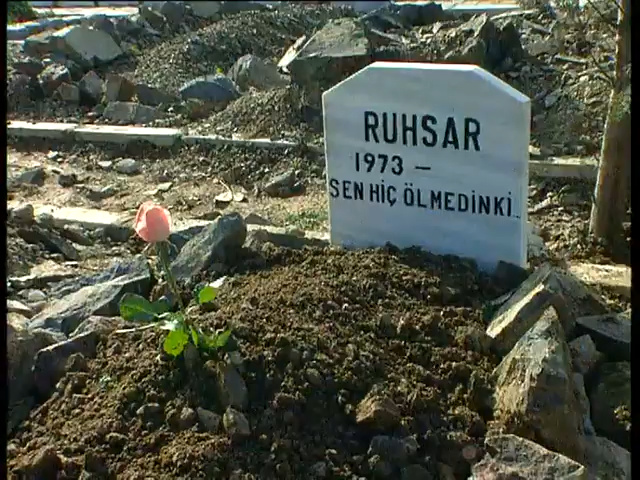 RUHSAR
1973 –
SEN HİÇ ÖLMEDİNKİ..